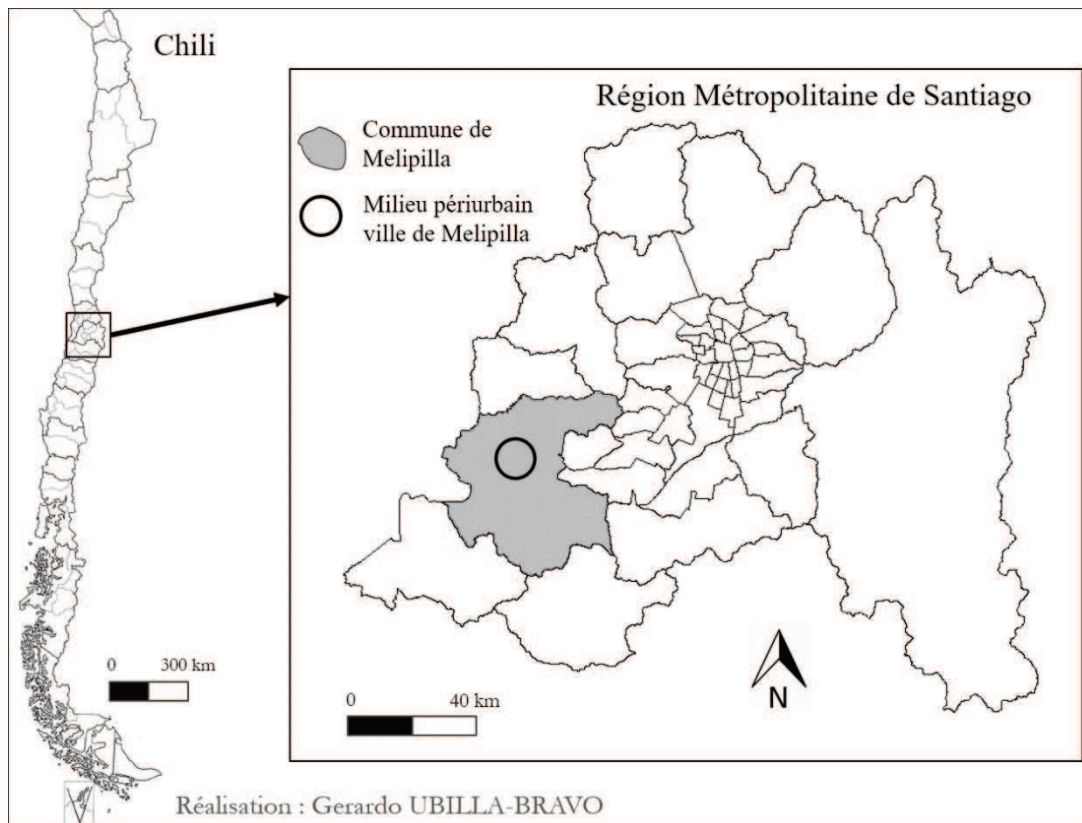 Chili
Région Métropolitaine de Santiago
Commune de
Melipilla
Milieu périurbain
ville de Melipilla
0 300 km
0 40 km
N
Réalisation : Gerardo UBILLA-BRAVO